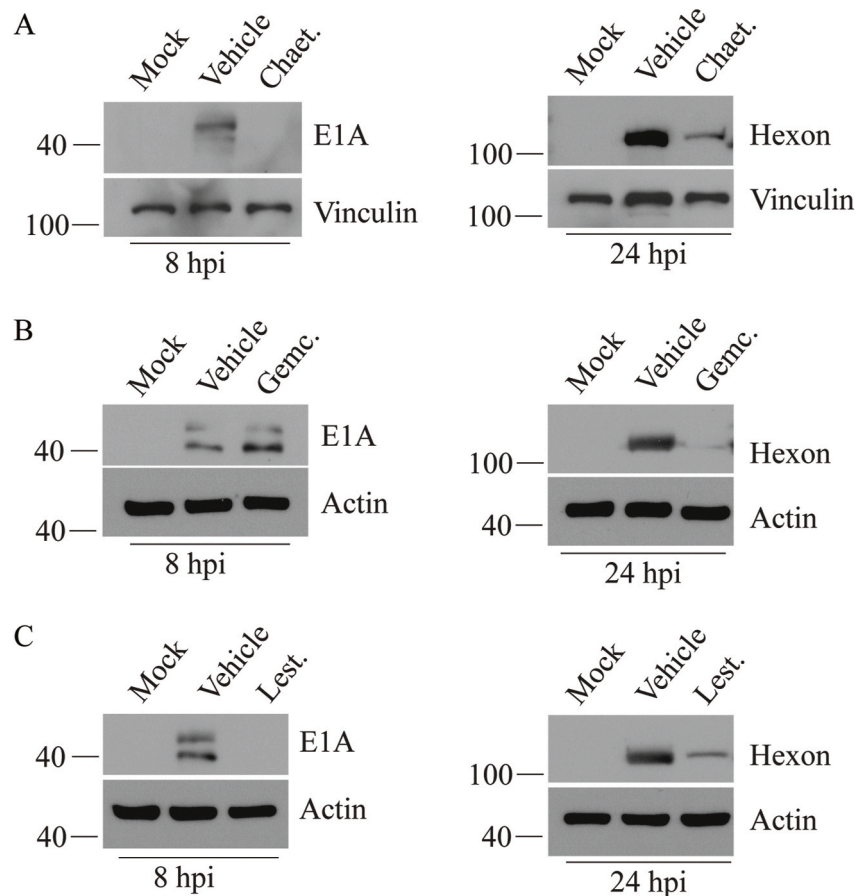 A
Mock Vehicle Chaet.
40 E1A
100 Vinculin
8 hpi
Mock Vehicle Chaet.
100 Hexon
100 Vinculin
24 hpi
B
Mock Vehicle Gemc.
40 E1A
40 Actin
8 hpi
Mock Vehicle Gemc.
100 Hexon
40 Actin
24 hpi
C
Mock Vehicle Lest.
40 E1A
40 Actin
8 hpi
Mock Vehicle Lest.
100 Hexon
40 Actin
24 hpi